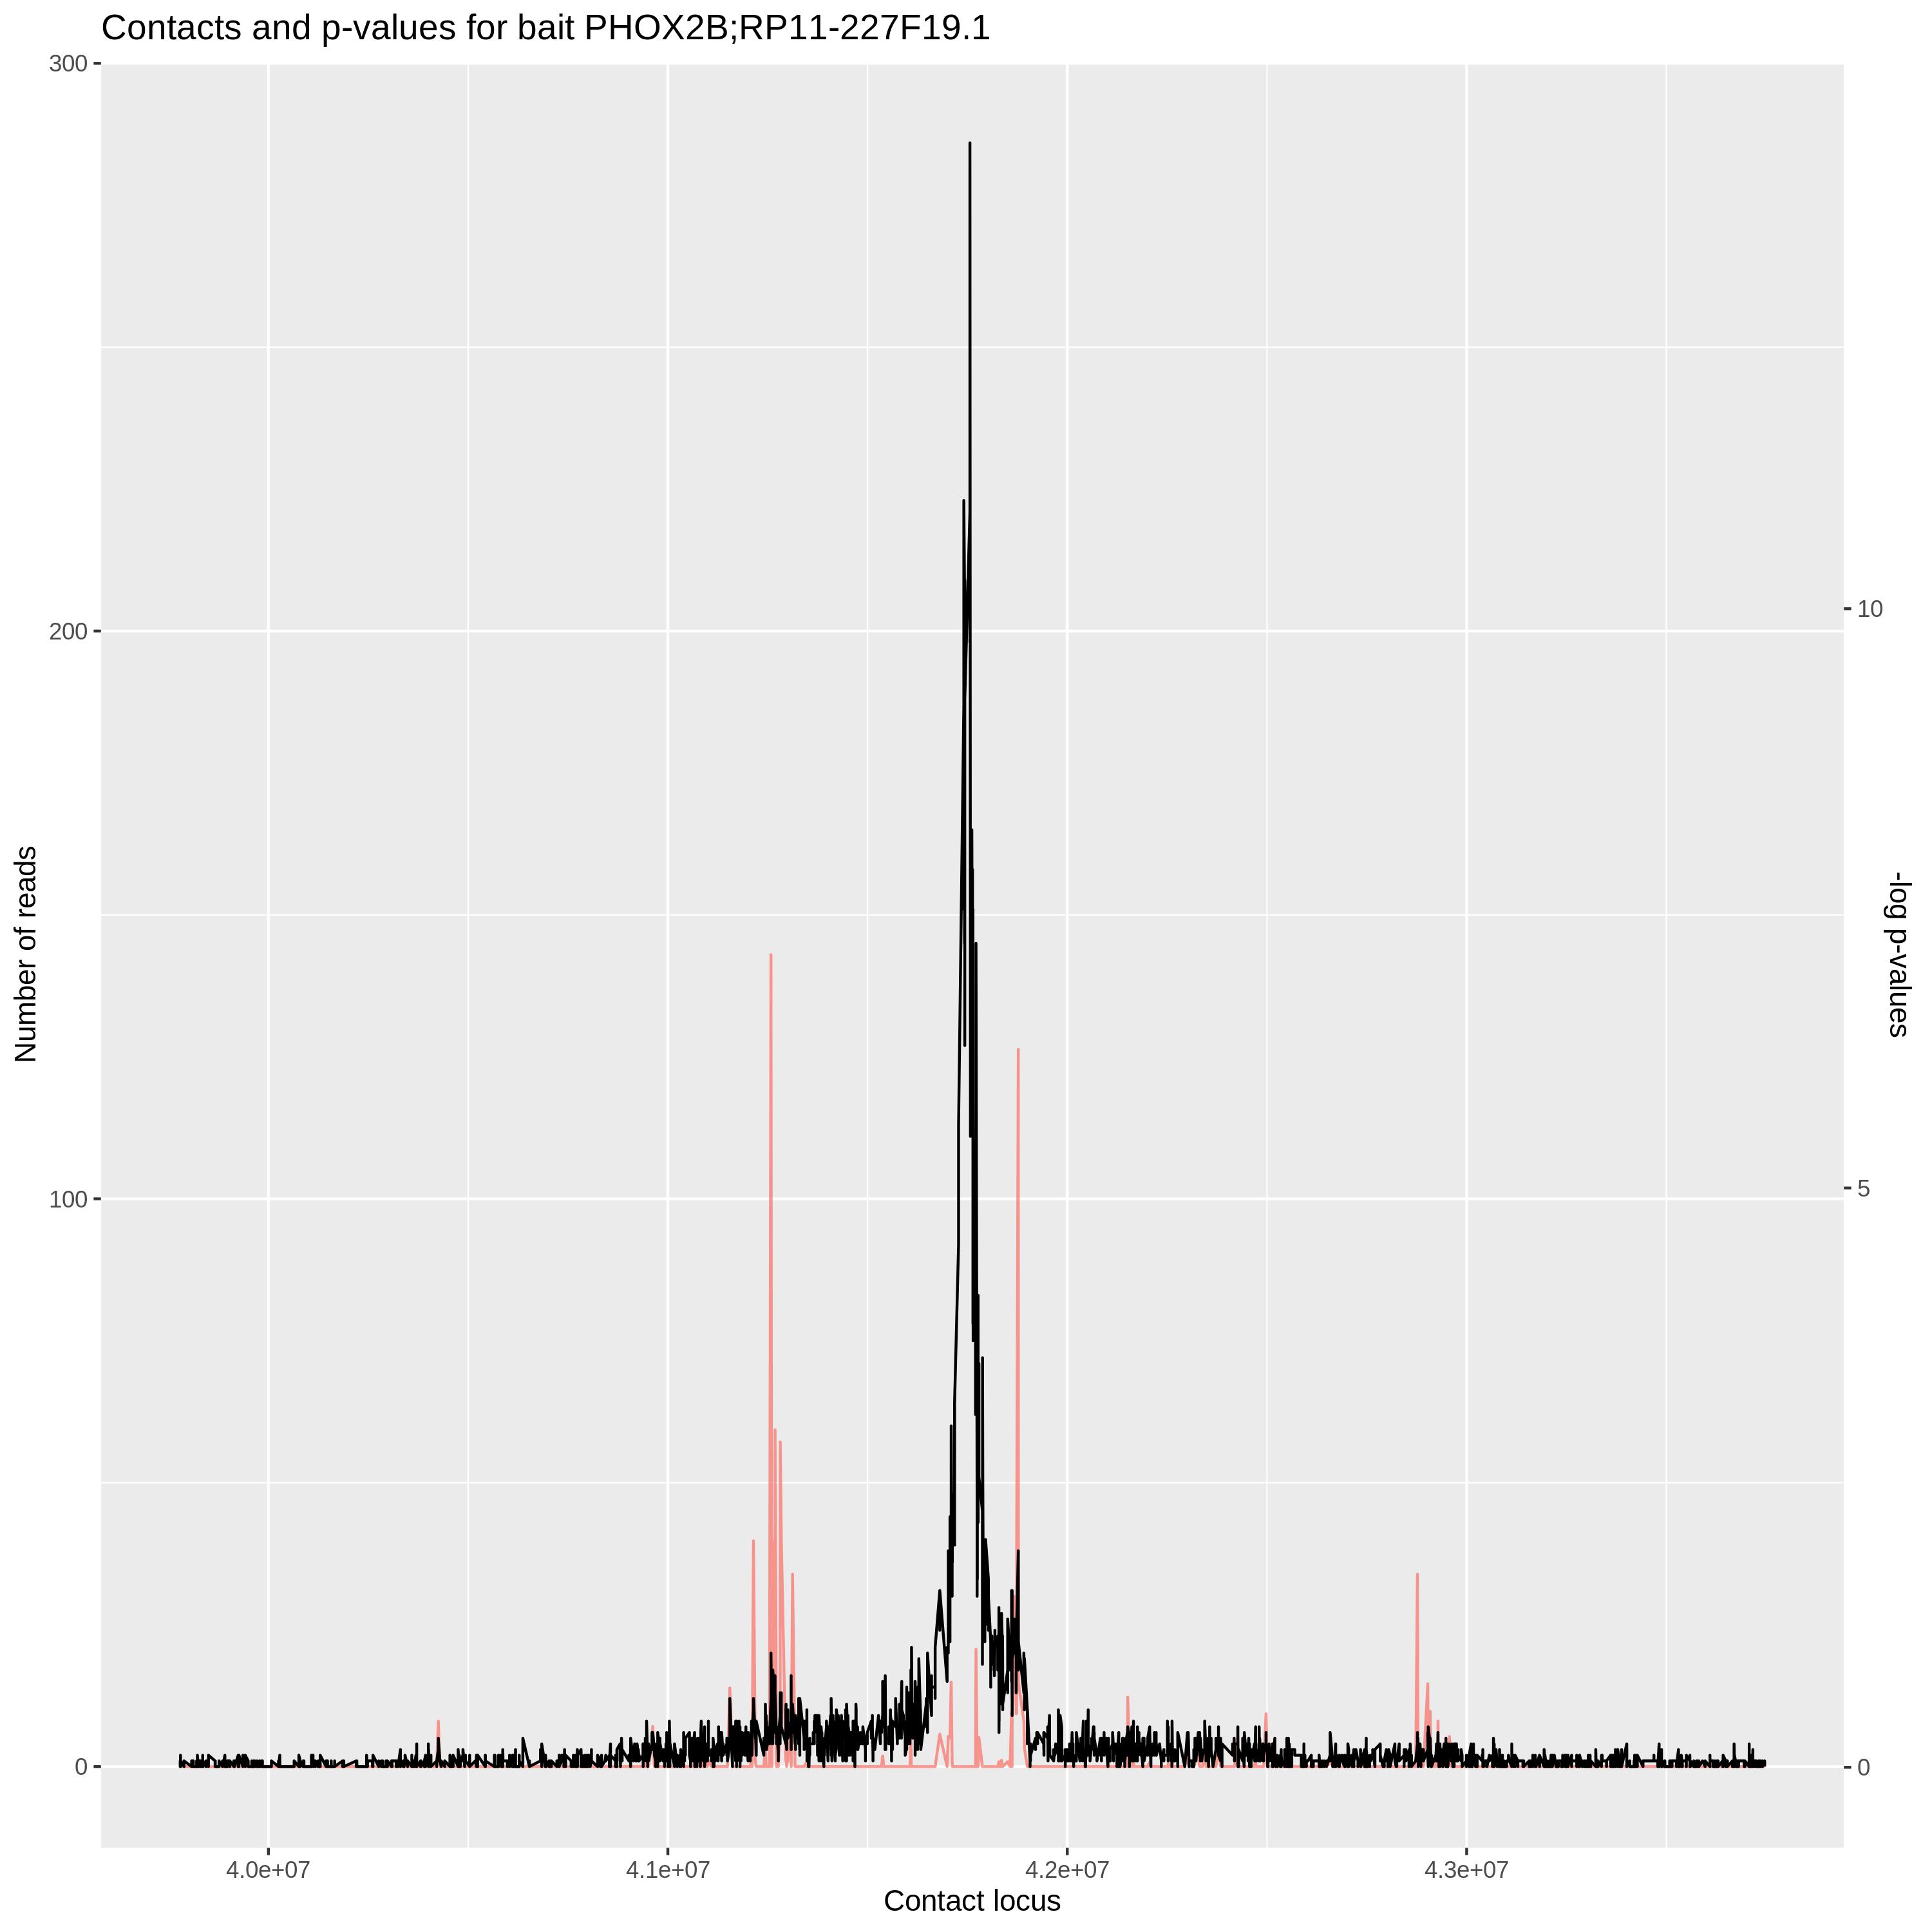 Contacts and p-values for bait PHOX2B;RP11-227F19.1
300
200
100
0
Number of reads
10
5
0
-log p-values
4.0e+07
4.1e+07
4.2e+07
4.3e+07
Contact locus